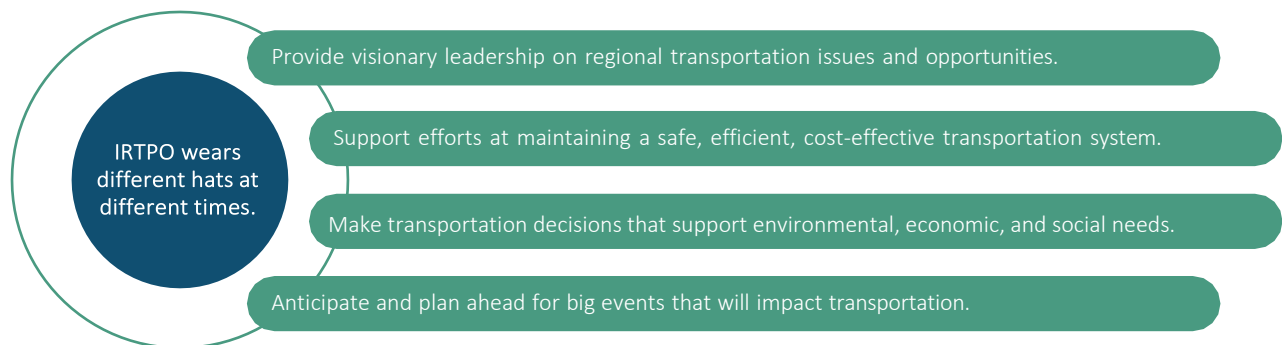 IRTPO wears
different hats at
different times.
Provide visionary leadership on regional transportation issues and opportunities.
Support efforts at maintaining a safe, efficient, cost-effective transportation system.
Make transportation decisions that support environmental, economic, and social needs.
Anticipate and plan ahead for big events that will impact transportation.